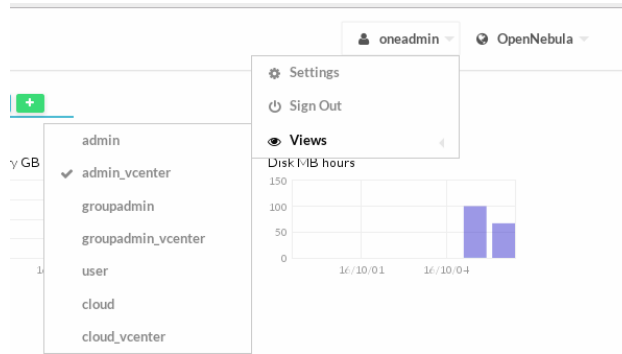 oneadmin OpenNebula
Settings
Sign Out
Views
+
admin
admin_vcenter
groupadmin
groupadmin_vcenter
user
cloud
cloud_vcenter
GB
Disk MB hours
150
100
50
0
16/10/01 16/10/04